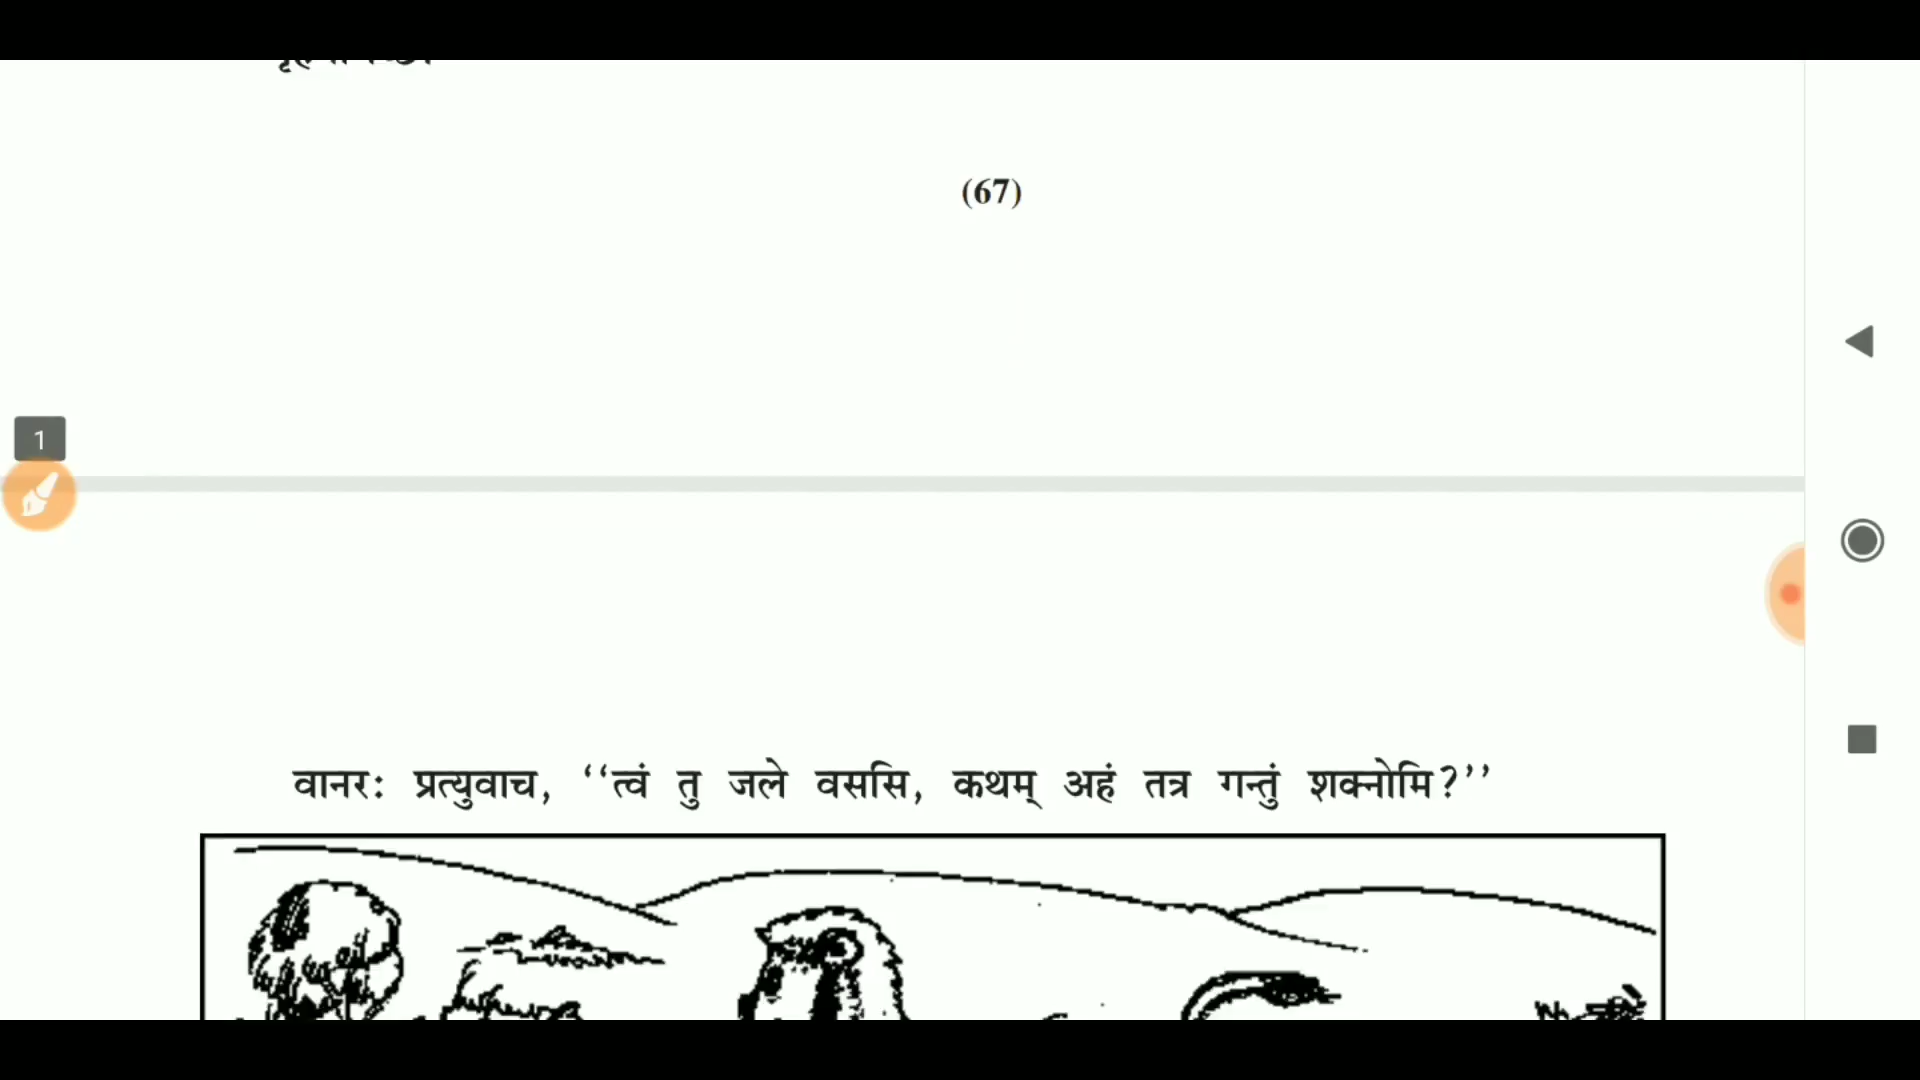 (67)
1
वानरः प्रत्युवाच, ‘‘त्वं तु जले वससि, कथम् अहं तत्र गन्तुं शक्नोमि?’’